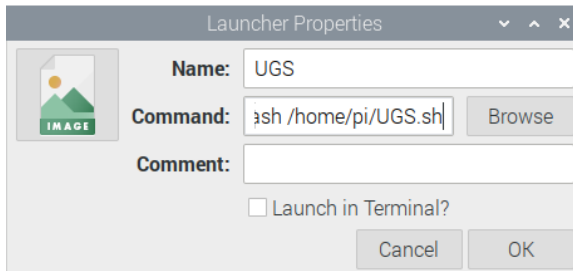 Launcher Properties
IMAGE
Name: UGS
Command: ash /home/pi/UGS.sh Browse
Comment:
Launch in Terminal?
Cancel OK